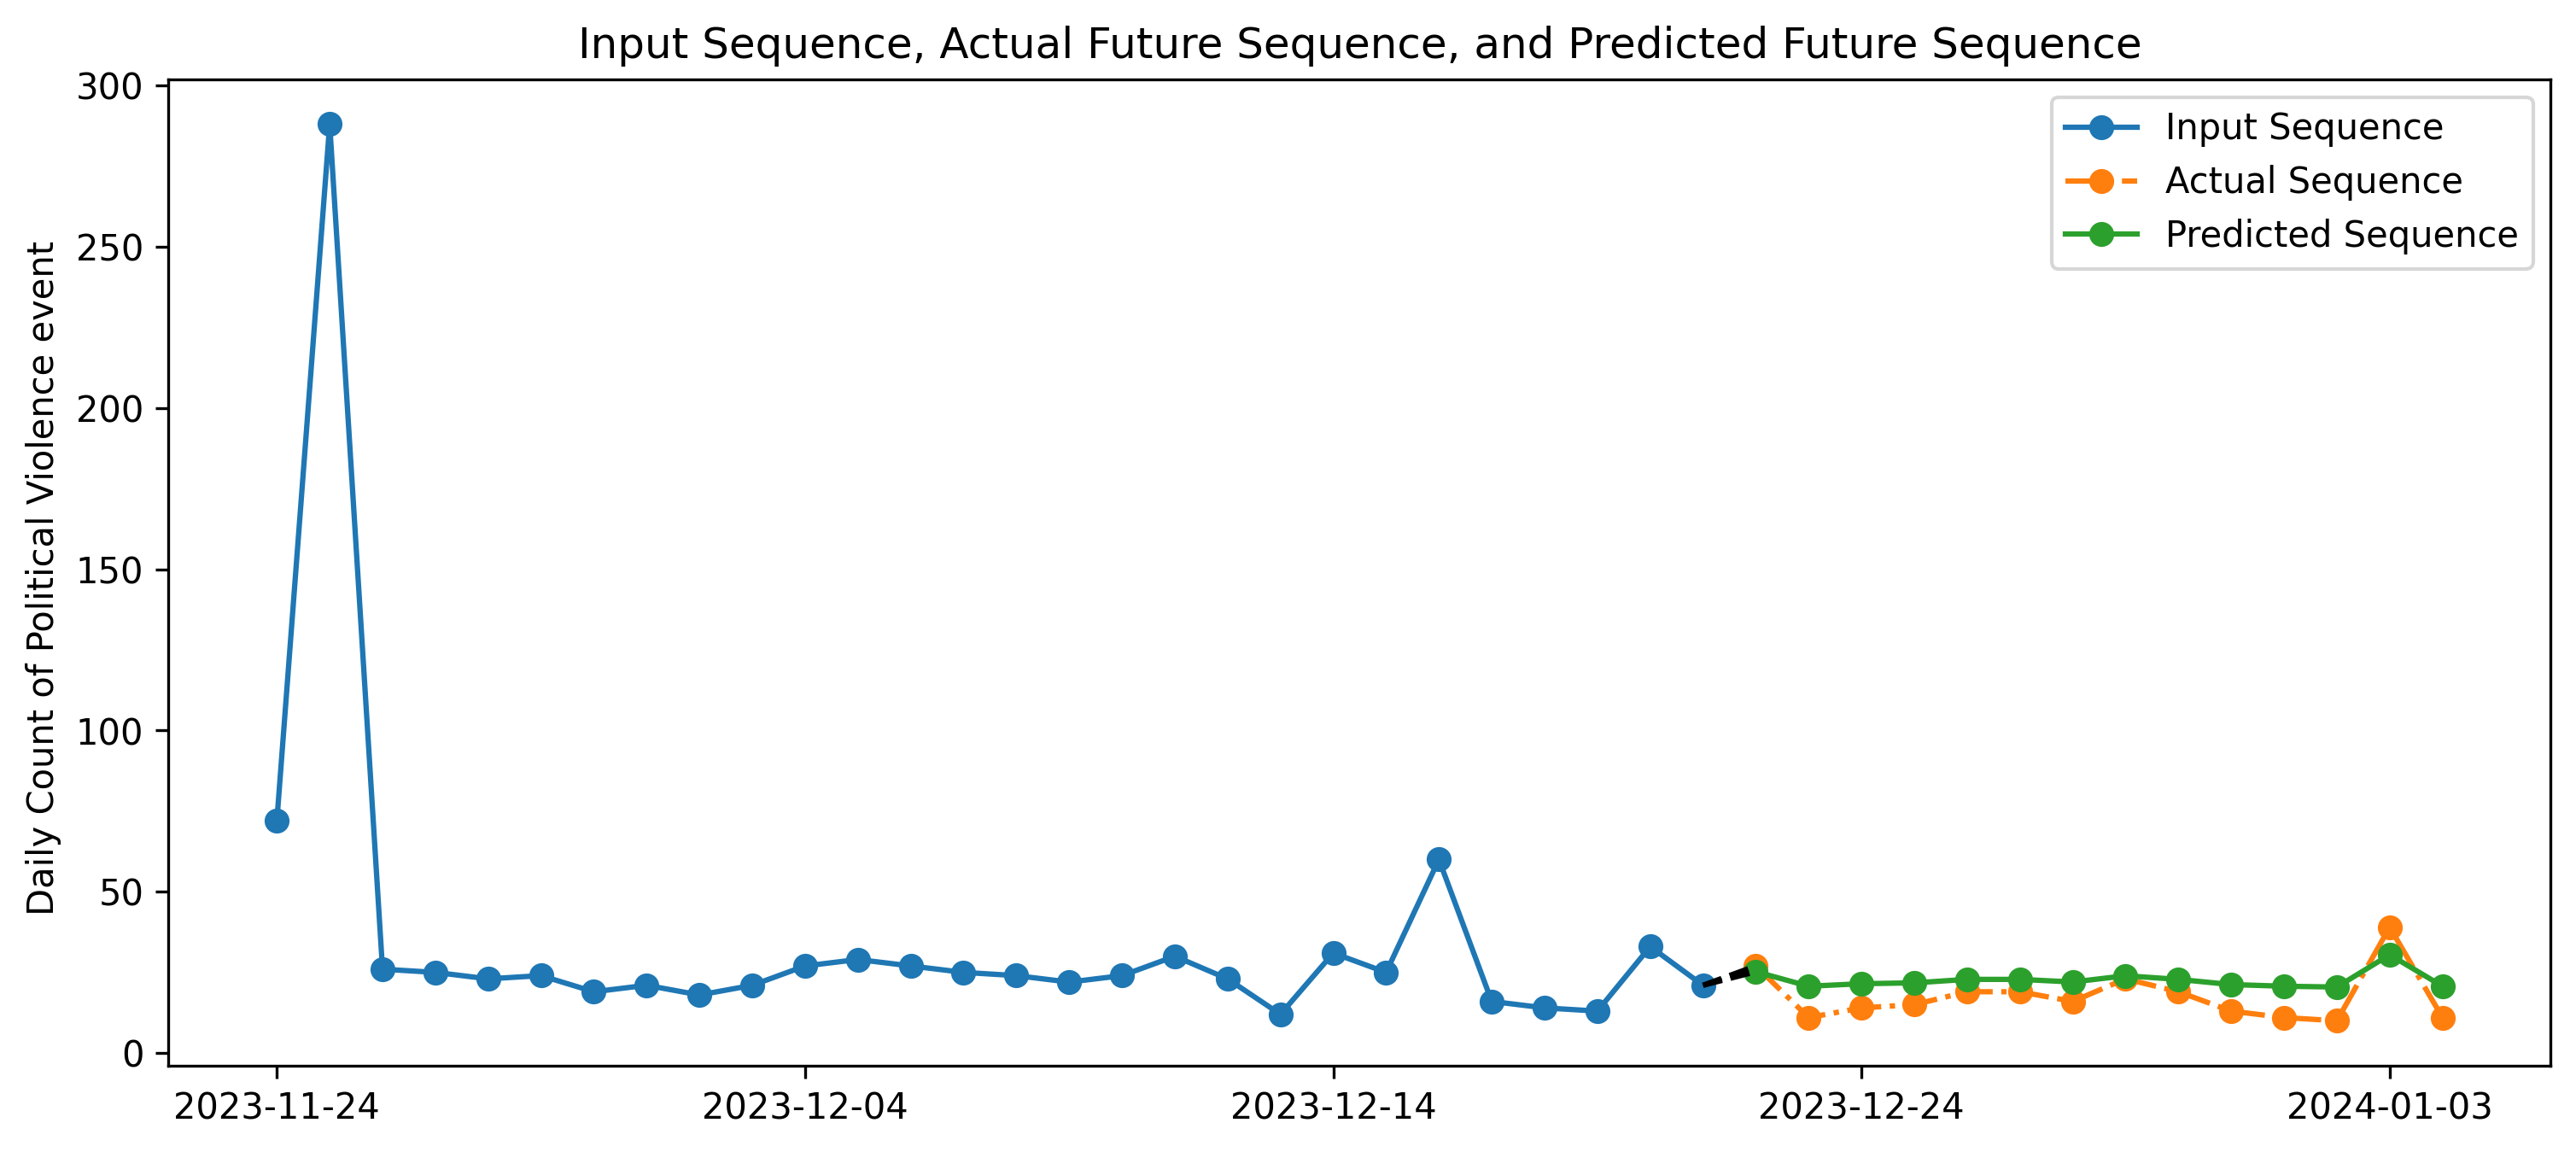 Input Sequence, Actual Future Sequence, and Predicted Future Sequence
Daily Count of Political Violence event
300
250
200
150
100
50
0
Input Sequence
Actual Sequence
Predicted Sequence
2023-11-24
2023-12-04
2023-12-14
2023-12-24
2024-01-03